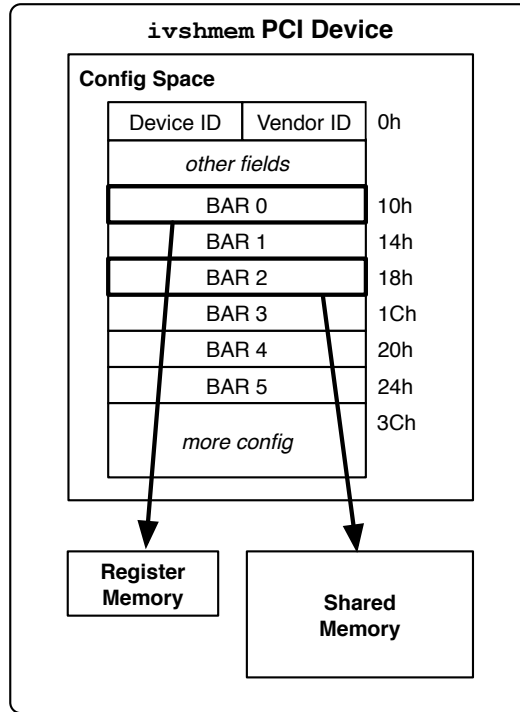 ivshmem PCI Device
Config Space
Device ID Vendor ID 0h
other fields
BAR 0 10h
BAR 1 14h
BAR 2 18h
BAR 3 1Ch
BAR 4 20h
BAR 5 24h
3Ch
more config
Register
Memory
Shared
Memory